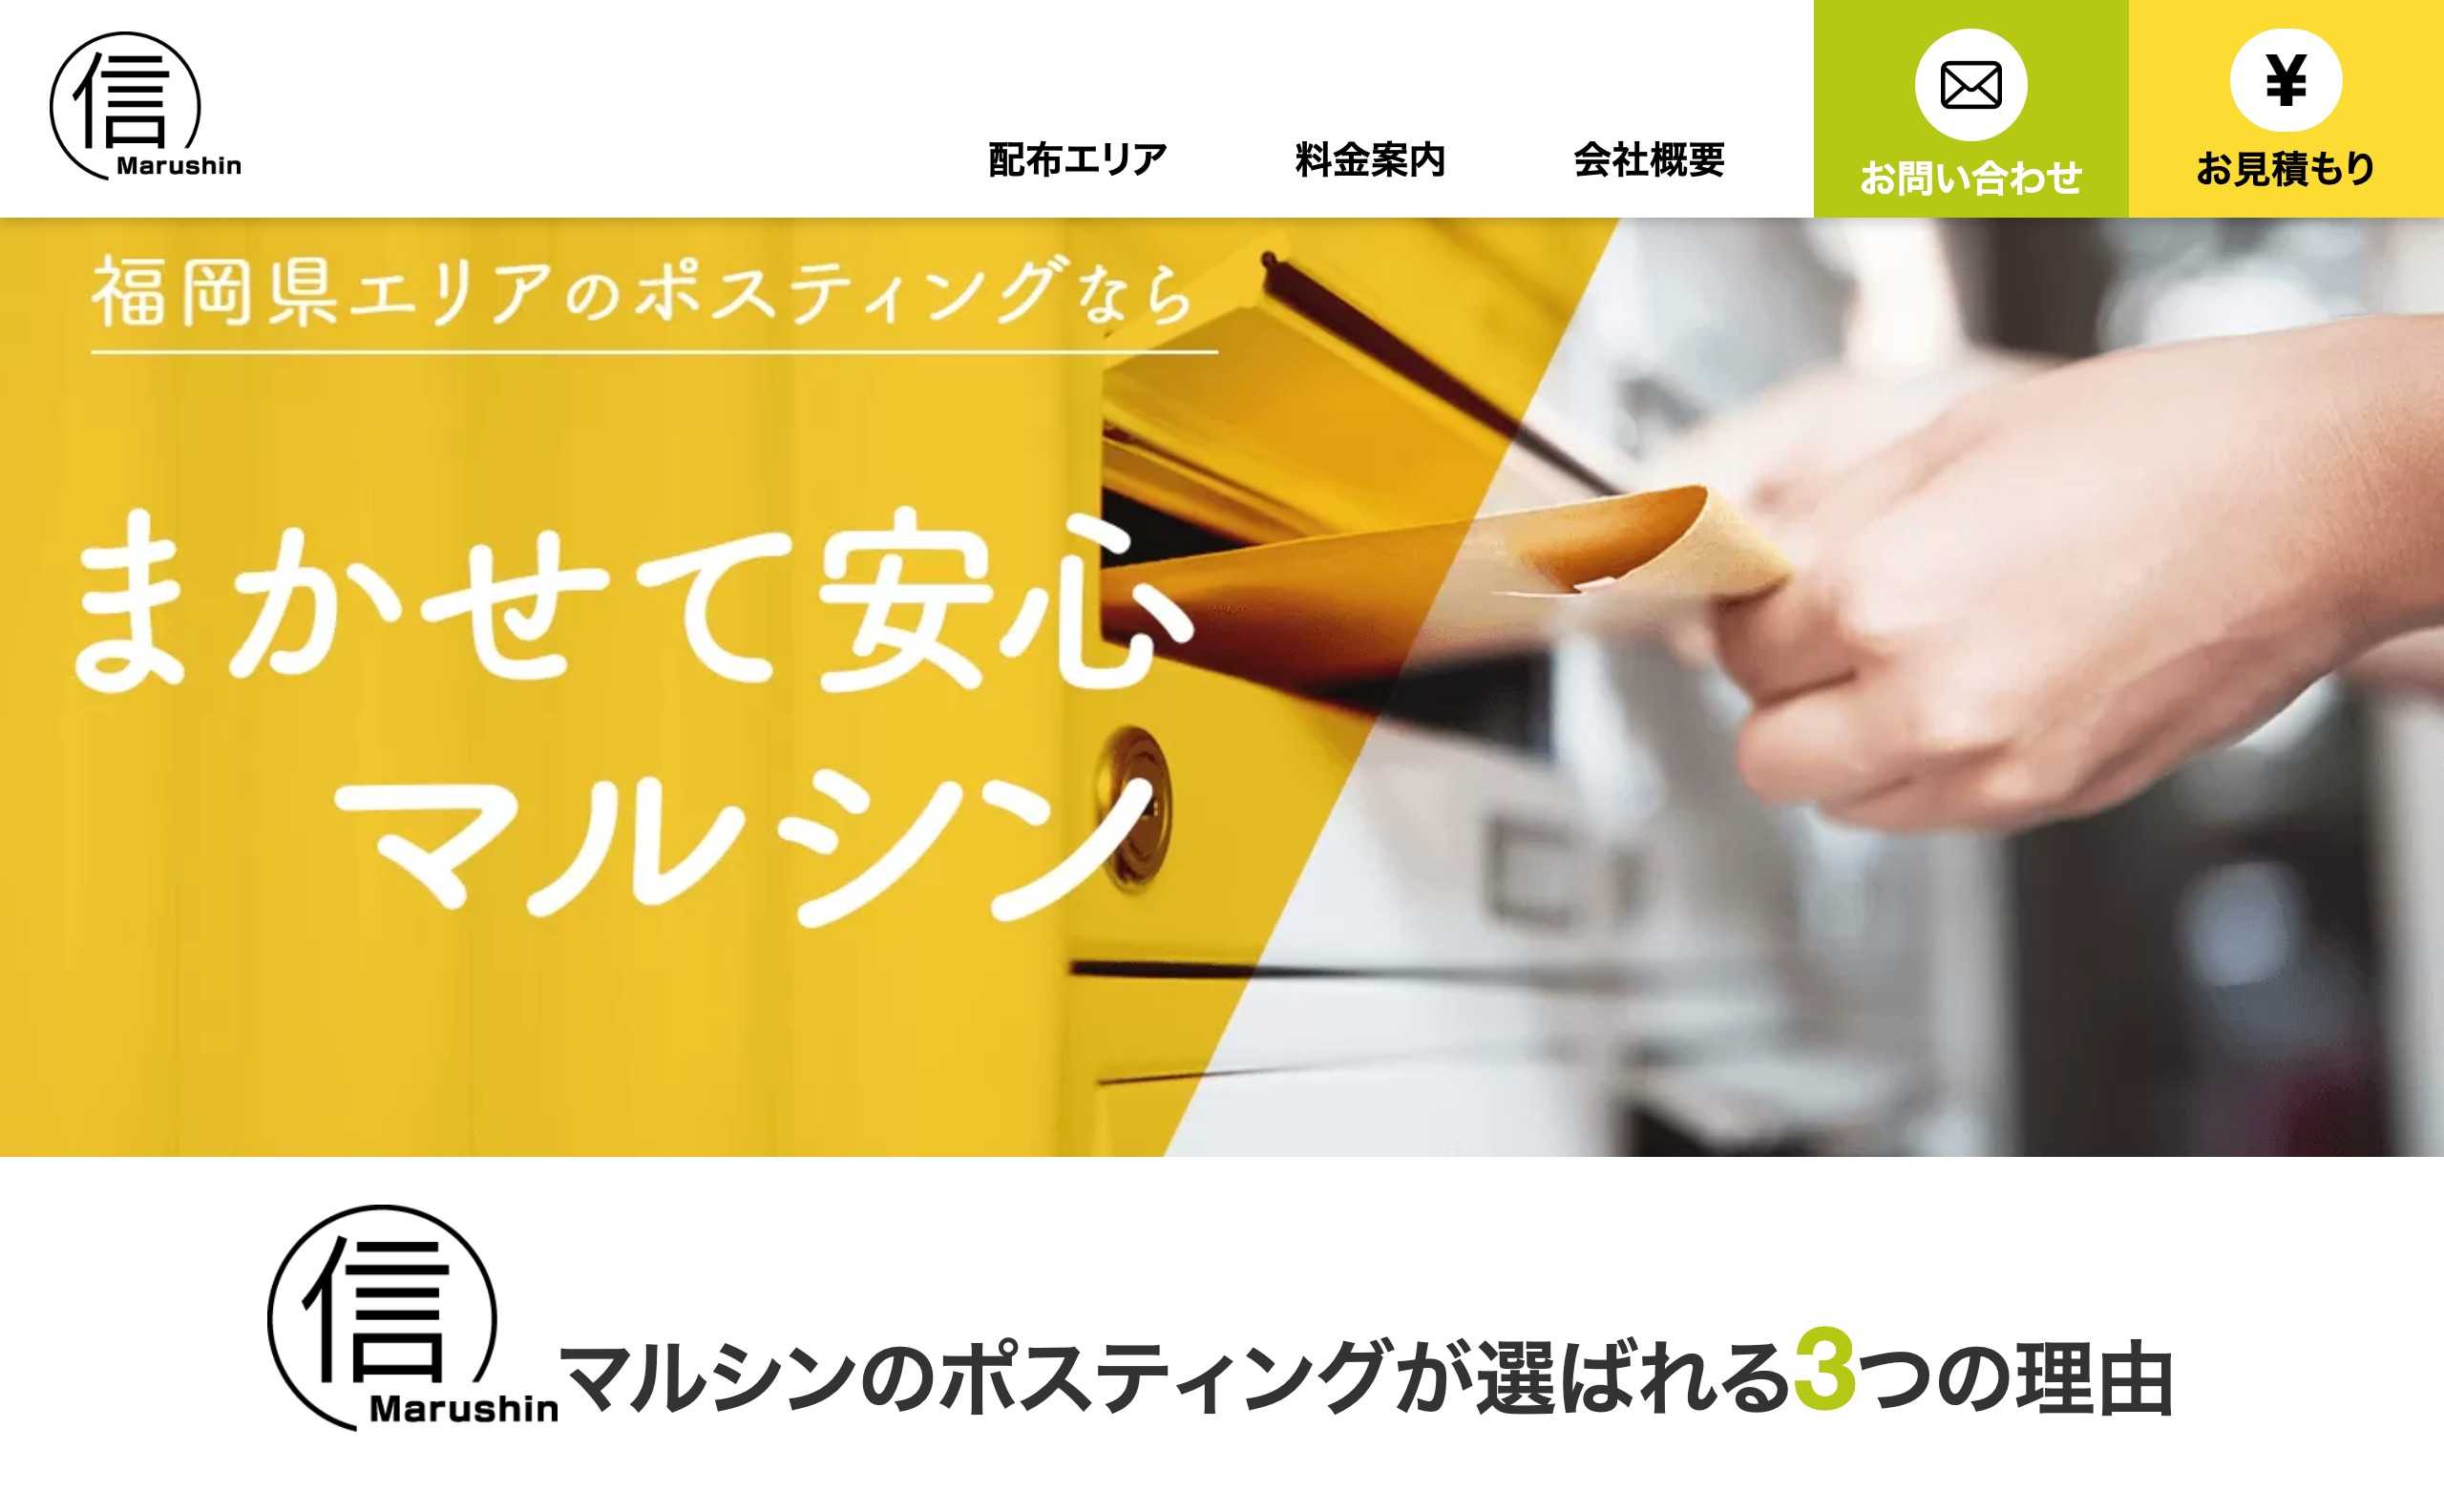 信
Marushin
配布エリア
料金案内
会社概要
お問い合わせ
¥
お見積もり
福岡県エリアのポスティングなら
まかせて安心
マルシン
信
Marushin
マルシンのポスティングが選ばれる3つの理由